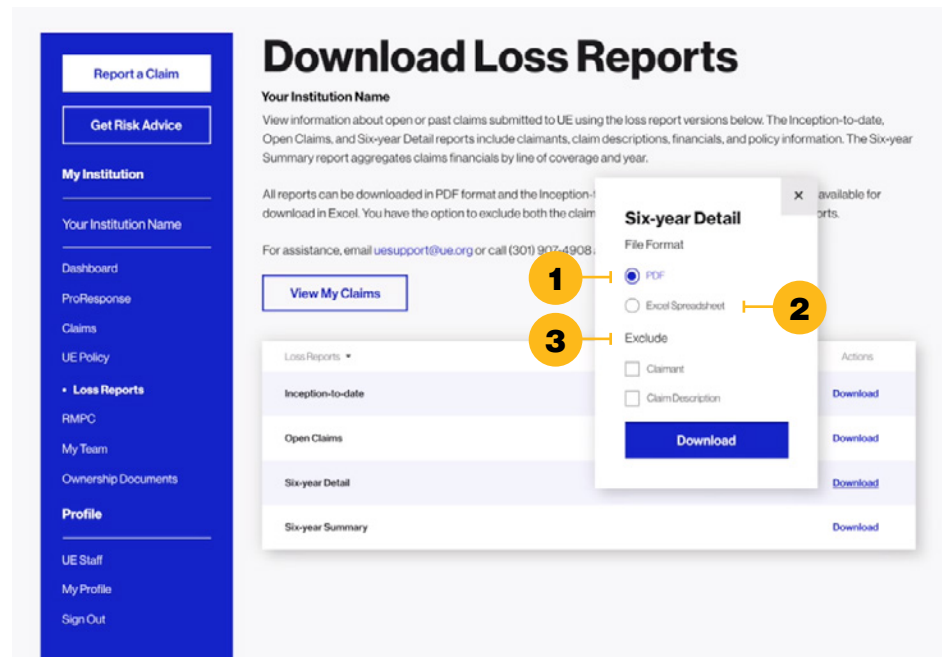 Report a Claim
Get Risk Advice
My Institution
Your Institution Name
Dashboard
ProResponse
Claims
UE Policy
• Loss Reports
RMPC
My Team
Ownership Documents
Profile
UE Staff
My Profile
Sign Out
Download Loss Reports
Your Institution Name
View information about open or past claims submitted to UE using the loss report versions below. The Inception-to-date,
Open Claims, and Six-year Detail reports include claimants, claim descriptions, financials, and policy information. The Six-year
Summary report aggregates claims financials by line of coverage and year.
All reports can be downloaded in PDF format and the Inception- available for
download in Excel. You have the option to exclude both the claim
For assistance, email uesupport@ue.org or call (301) 907-4908
View My Claims
Loss Reports Actions
Inception-to-date Download
Open Claims Download
Six-year Detail Download
Six-year Summary Download
×
Six-year Detail
File Format
1 PDF
Excel Spreadsheet 2
3 Exclude
Claimant
Claim Description
Download